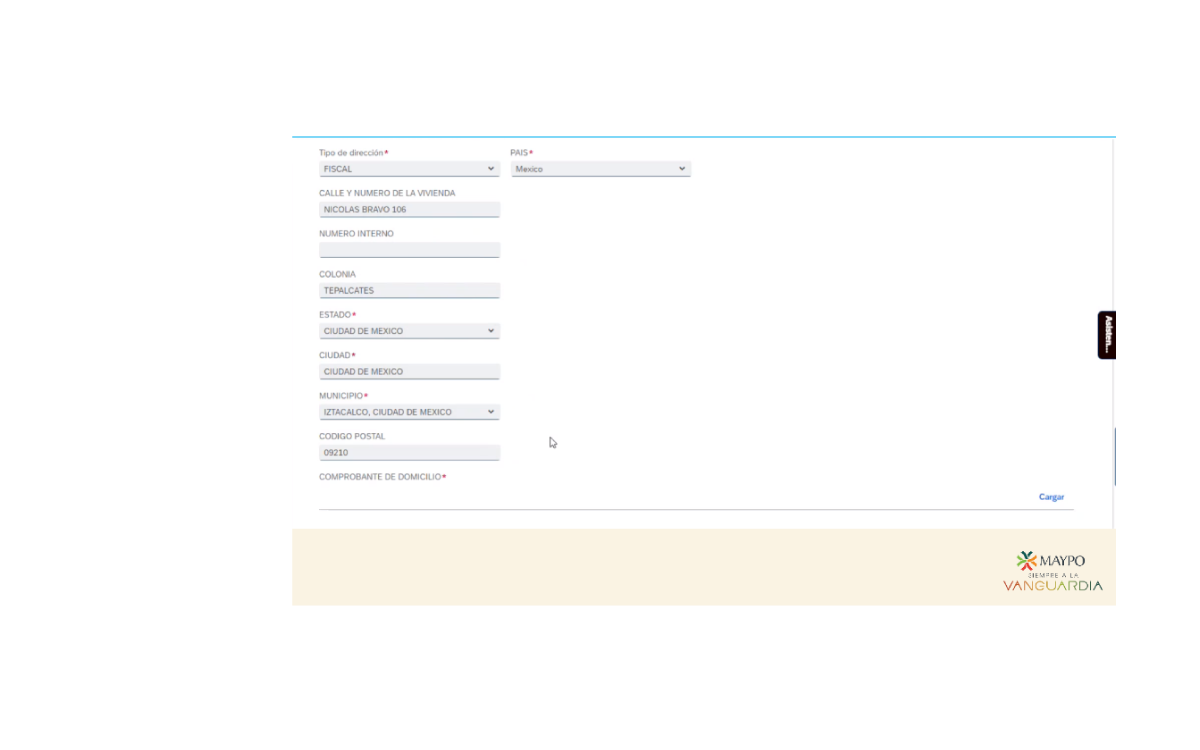 Tipo de dirección* PAIS*
FISCAL Mexico
CALLE Y NUMERO DE LA VIVIENDA
NICOLAS BRAVO 106
NUMERO INTERNO
COLONIA
TEPALCATES
ESTADO*
CIUDAD DE MEXICO
CIUDAD*
CIUDAD DE MEXICO
MUNICIPIO*
IZTACALCO, CIUDAD DE MEXICO
CODIGO POSTAL
09210
COMPROBANTE DE DOMICILIO*
Cargar
Asisten...
MAYPO
SIEMPRE A LA
VANGUARDIA